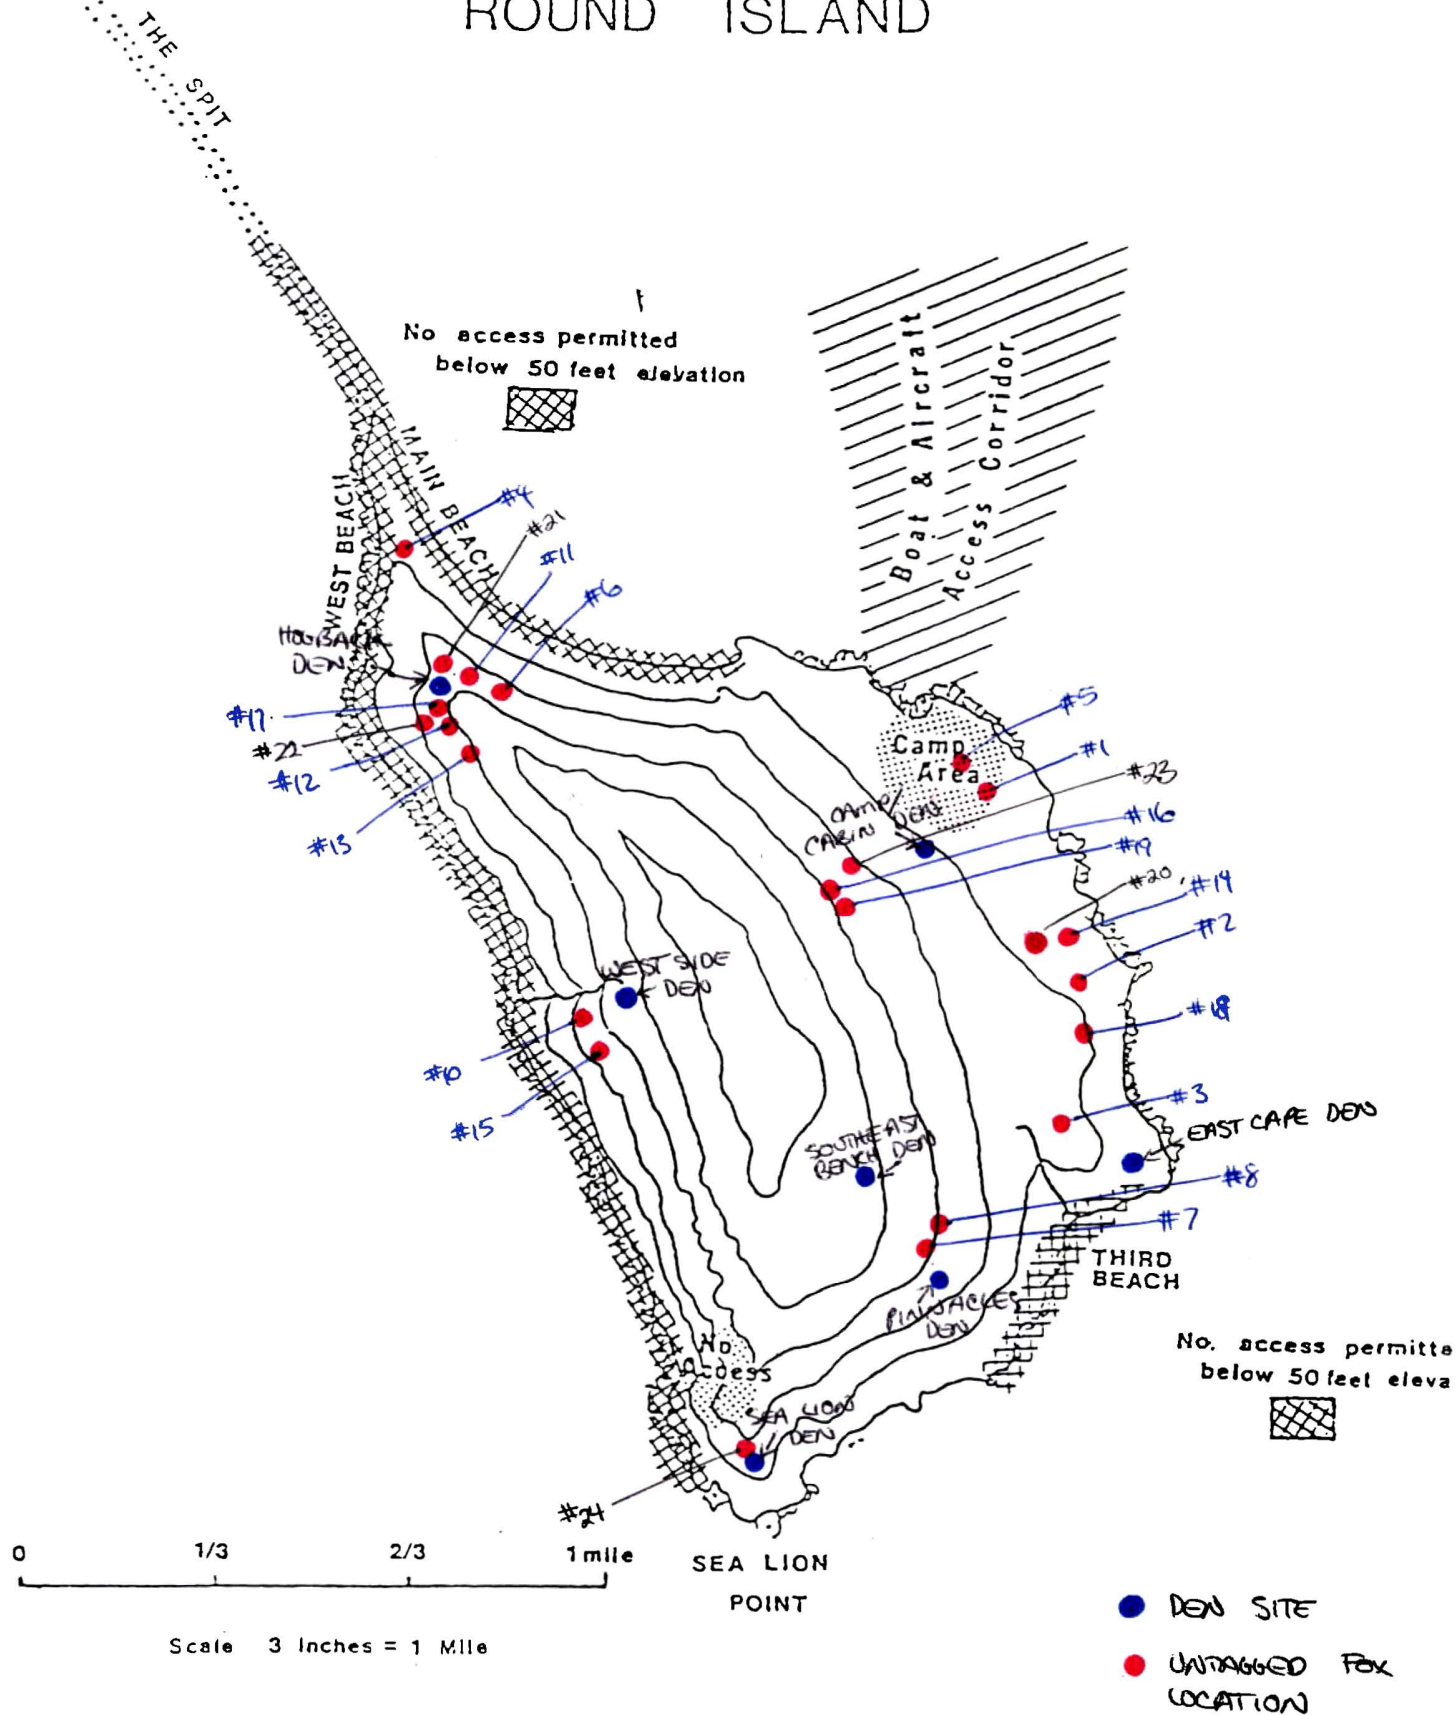 ROUND ISLAND
THE SPIT
No access permitted
below 50 feet elevation
Boat & Aircraft
Access Corridor
MAIN BEACH
WEST BEACH
#4
#21
#11
#6
HOGBACK
DEN
#17
#22
#12
#13
Camp
Area
#5
#1
#23
CAMP/
CABIN DEN
#16
#19
#20
#14
#2
WEST SIDE
DEN
#10
#15
#3
EAST CAPE DEN
SOUTHEAST
BENCH DEN
#8
#7
THIRD
BEACH
PINNACLES
DEN
No
Access
No. access permitte
below 50 feet eleva
SEA LION
DEN
#24
0 1/3 2/3 1 mile
SEA LION
POINT
Scale 3 Inches = 1 Mile
DEN SITE
UNTAGGED FOX
LOCATION